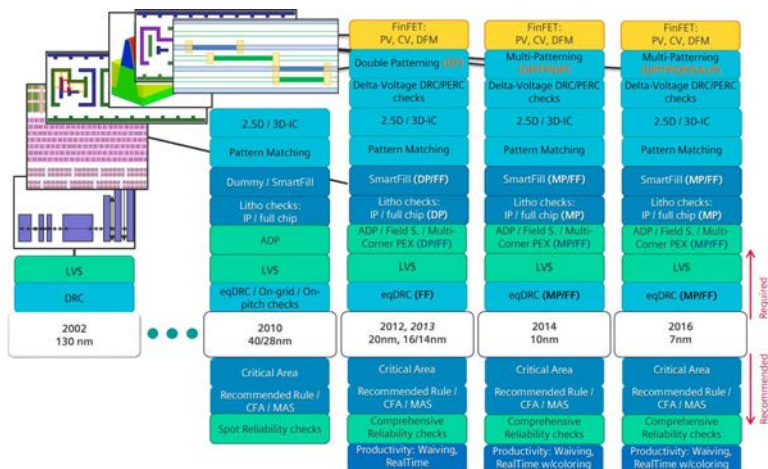 FinFET:
PV, CV, DFM
Double Patterning (DP)
Delta-Voltage DRC/PERC
checks
2.5D / 3D-IC
Pattern Matching
SmartFill (DP/FF)
Litho checks:
IP / full chip (DP)
ADP / Field S. / Multi-
Corner PEX (DP/FF)
LVS
eqDRC (FF)
2012, 2013
20nm, 16/14nm
Critical Area
Recommended Rule /
CFA / MAS
Comprehensive
Reliability checks
Productivity: Waiving,
RealTime
FinFET:
PV, CV, DFM
Multi-Patterning
Delta-Voltage DRC/PERC
checks
2.5D / 3D-IC
Pattern Matching
SmartFill (MP/FF)
Litho checks:
IP / full chip (MP)
ADP / Field S. / Multi-
Corner PEX (MP/FF)
LVS
eqDRC (MP/FF)
2014
10nm
Critical Area
Recommended Rule /
CFA / MAS
Comprehensive
Reliability checks
Productivity: Waiving,
RealTime w/coloring
FinFET:
PV, CV, DFM
Multi-Patterning
Delta-Voltage DRC/PERC
checks
2.5D / 3D-IC
Pattern Matching
SmartFill (MP/FF)
Litho checks:
IP / full chip (MP)
ADP / Field S. / Multi-
Corner PEX (MP/FF)
LVS
eqDRC (MP/FF)
2016
7nm
Critical Area
Recommended Rule /
CFA / MAS
Comprehensive
Reliability checks
Productivity: Waiving,
RealTime w/coloring
2.5D / 3D-IC
Pattern Matching
Dummy / SmartFill
Litho checks:
IP / full chip
ADP
LVS
eqDRC / On-grid / On-
pitch checks
2010
40/28nm
Critical Area
Recommended Rule /
CFA / MAS
Spot Reliability checks
LVS
DRC
2002
130 nm
Required
Recommended